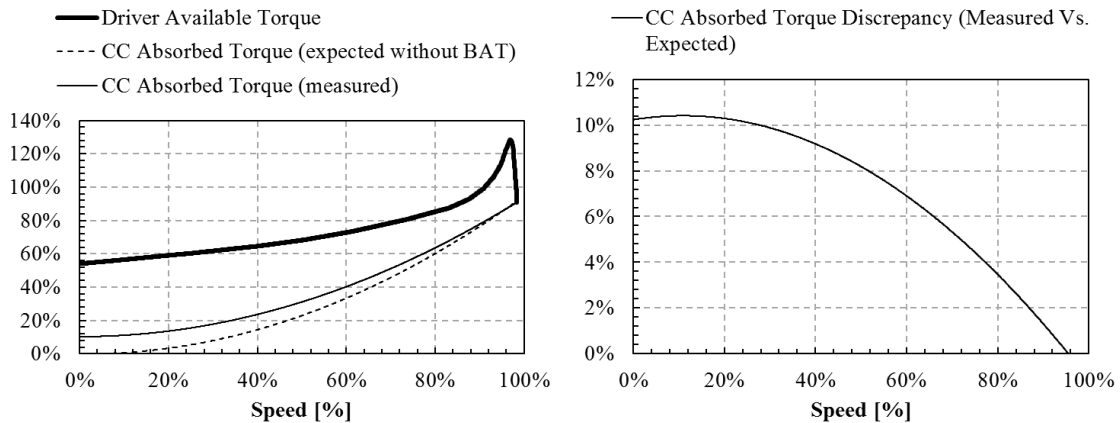 Driver Available Torque
CC Absorbed Torque (expected without BAT)
CC Absorbed Torque (measured)
140%
120%
100%
80%
60%
40%
20%
0%
0% 20% 40% 60% 80% 100%
Speed [%]
CC Absorbed Torque Discrepancy (Measured Vs.
Expected)
12%
10%
8%
6%
4%
2%
0%
0% 20% 40% 60% 80% 100%
Speed [%]